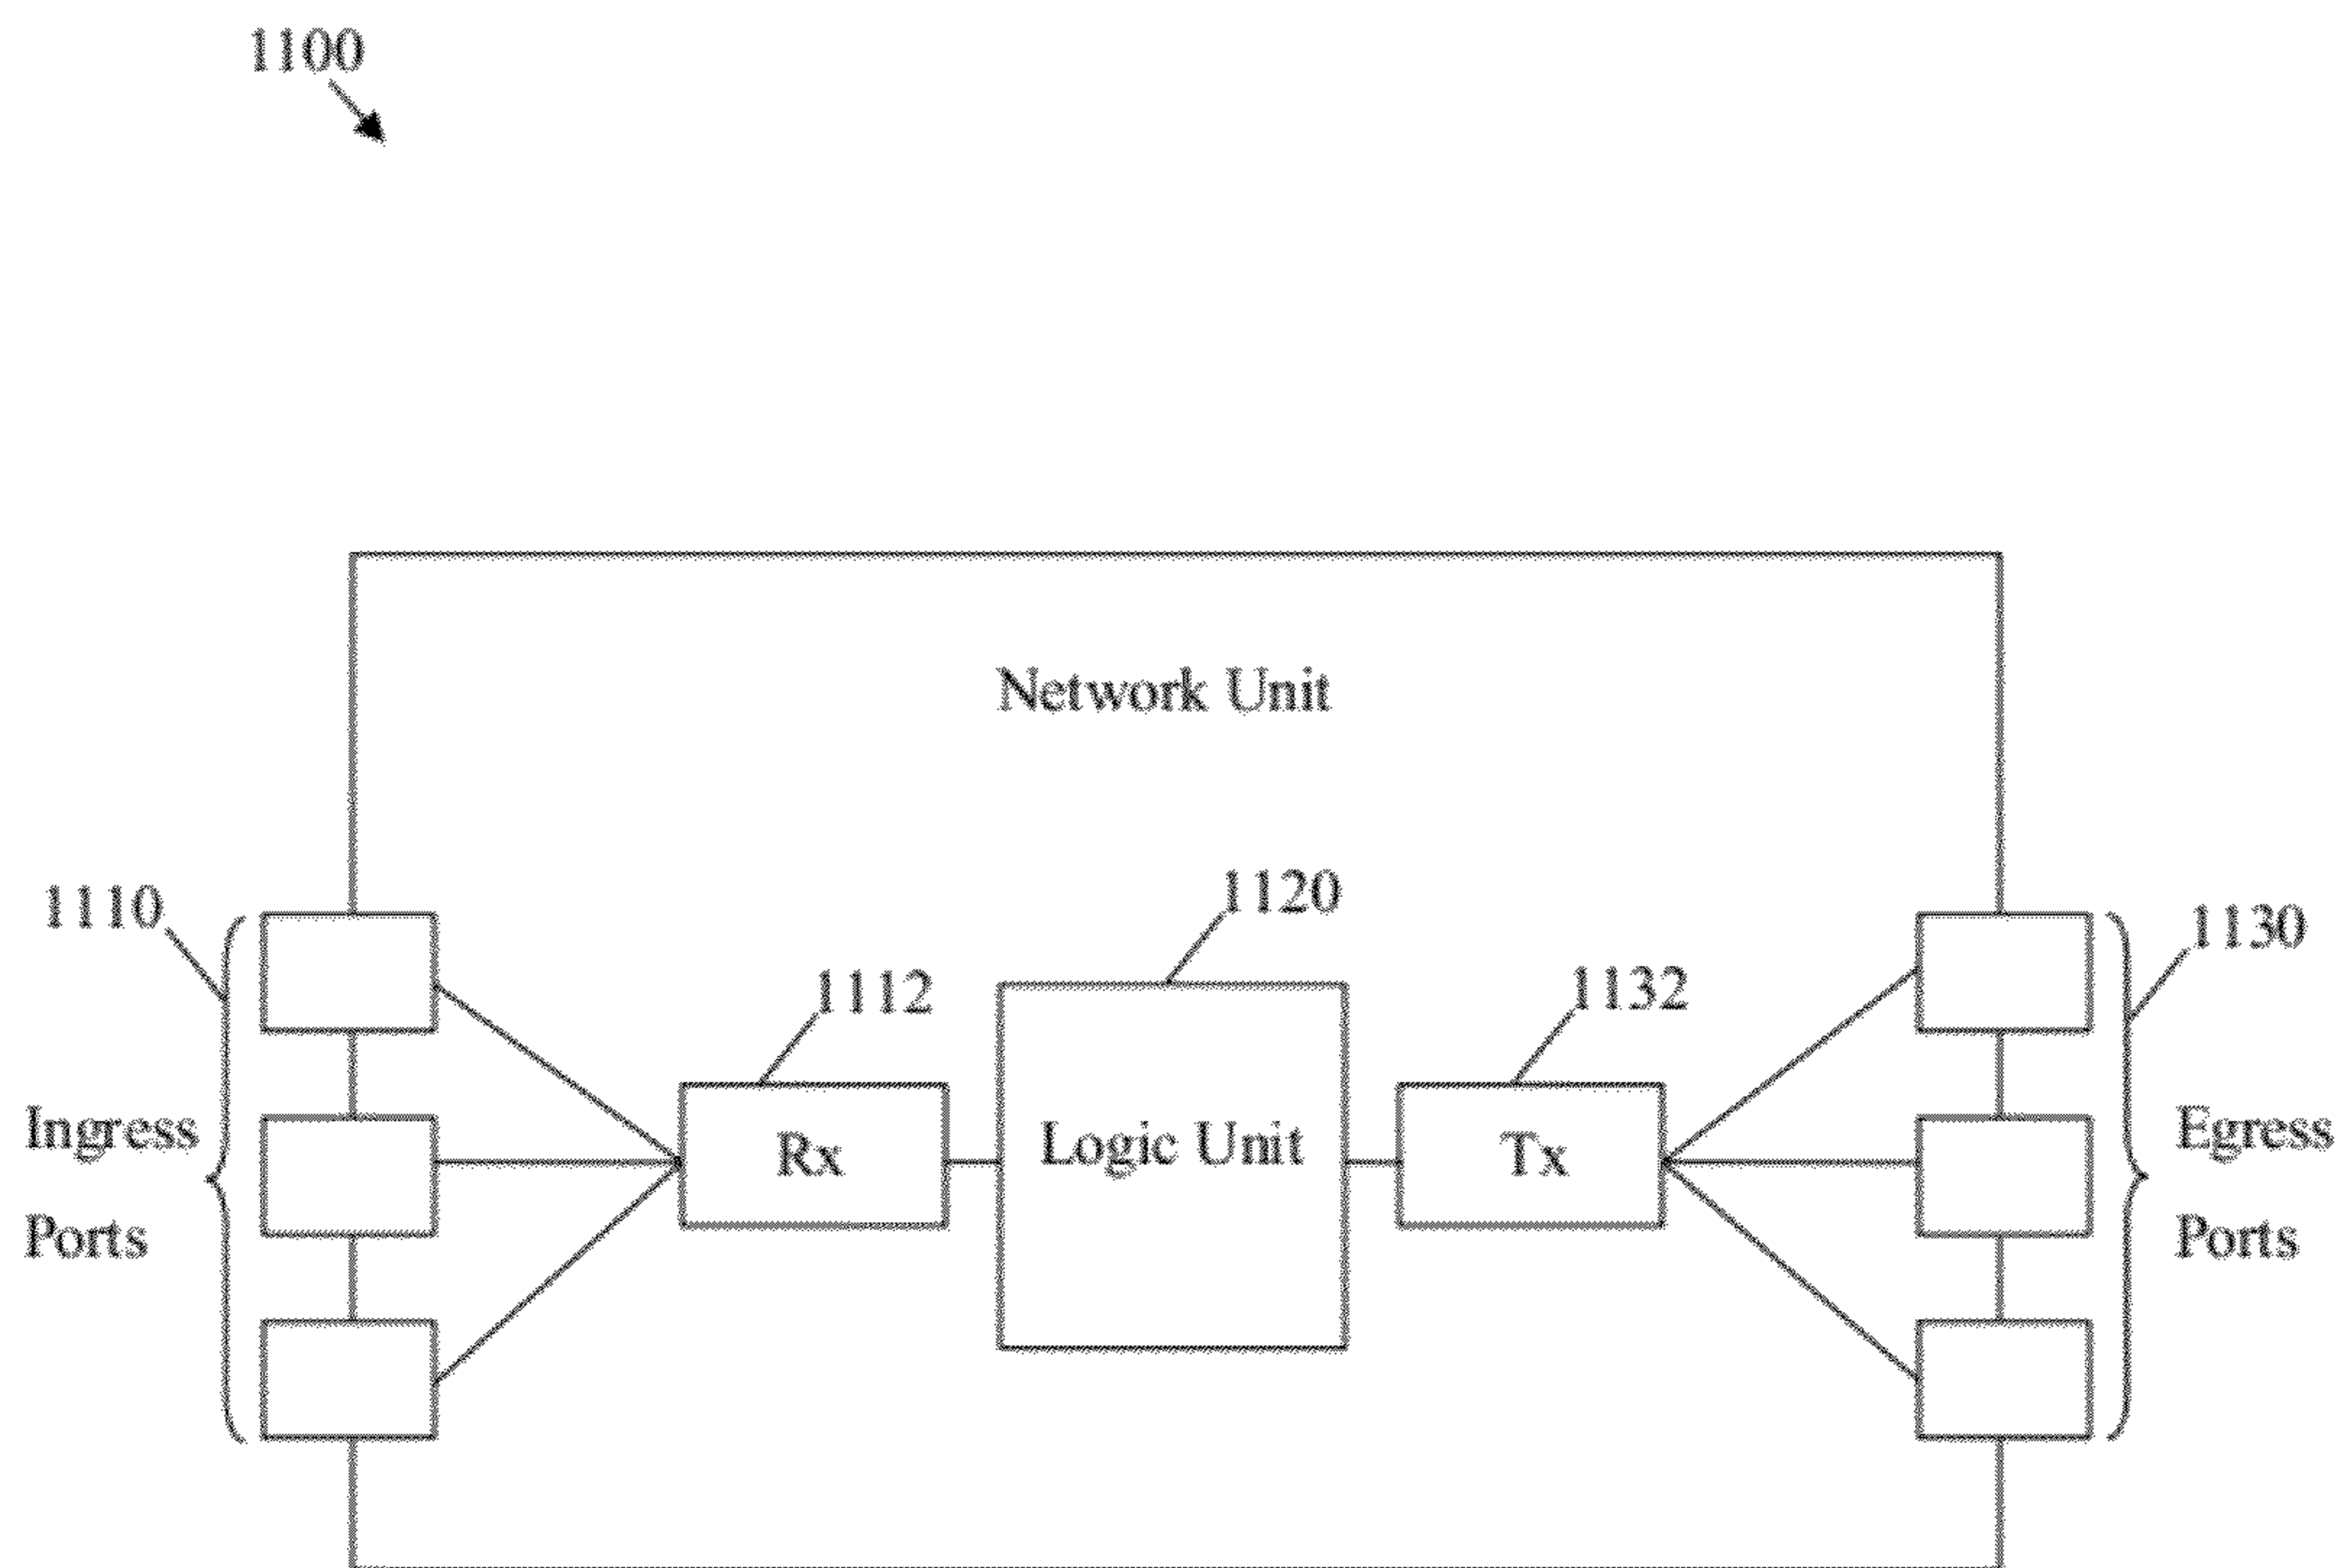 1100
Network Unit
1110
1120
1130
1112
1132
Ingress
Ports
Rx
Logic Unit
Tx
Egress
Ports